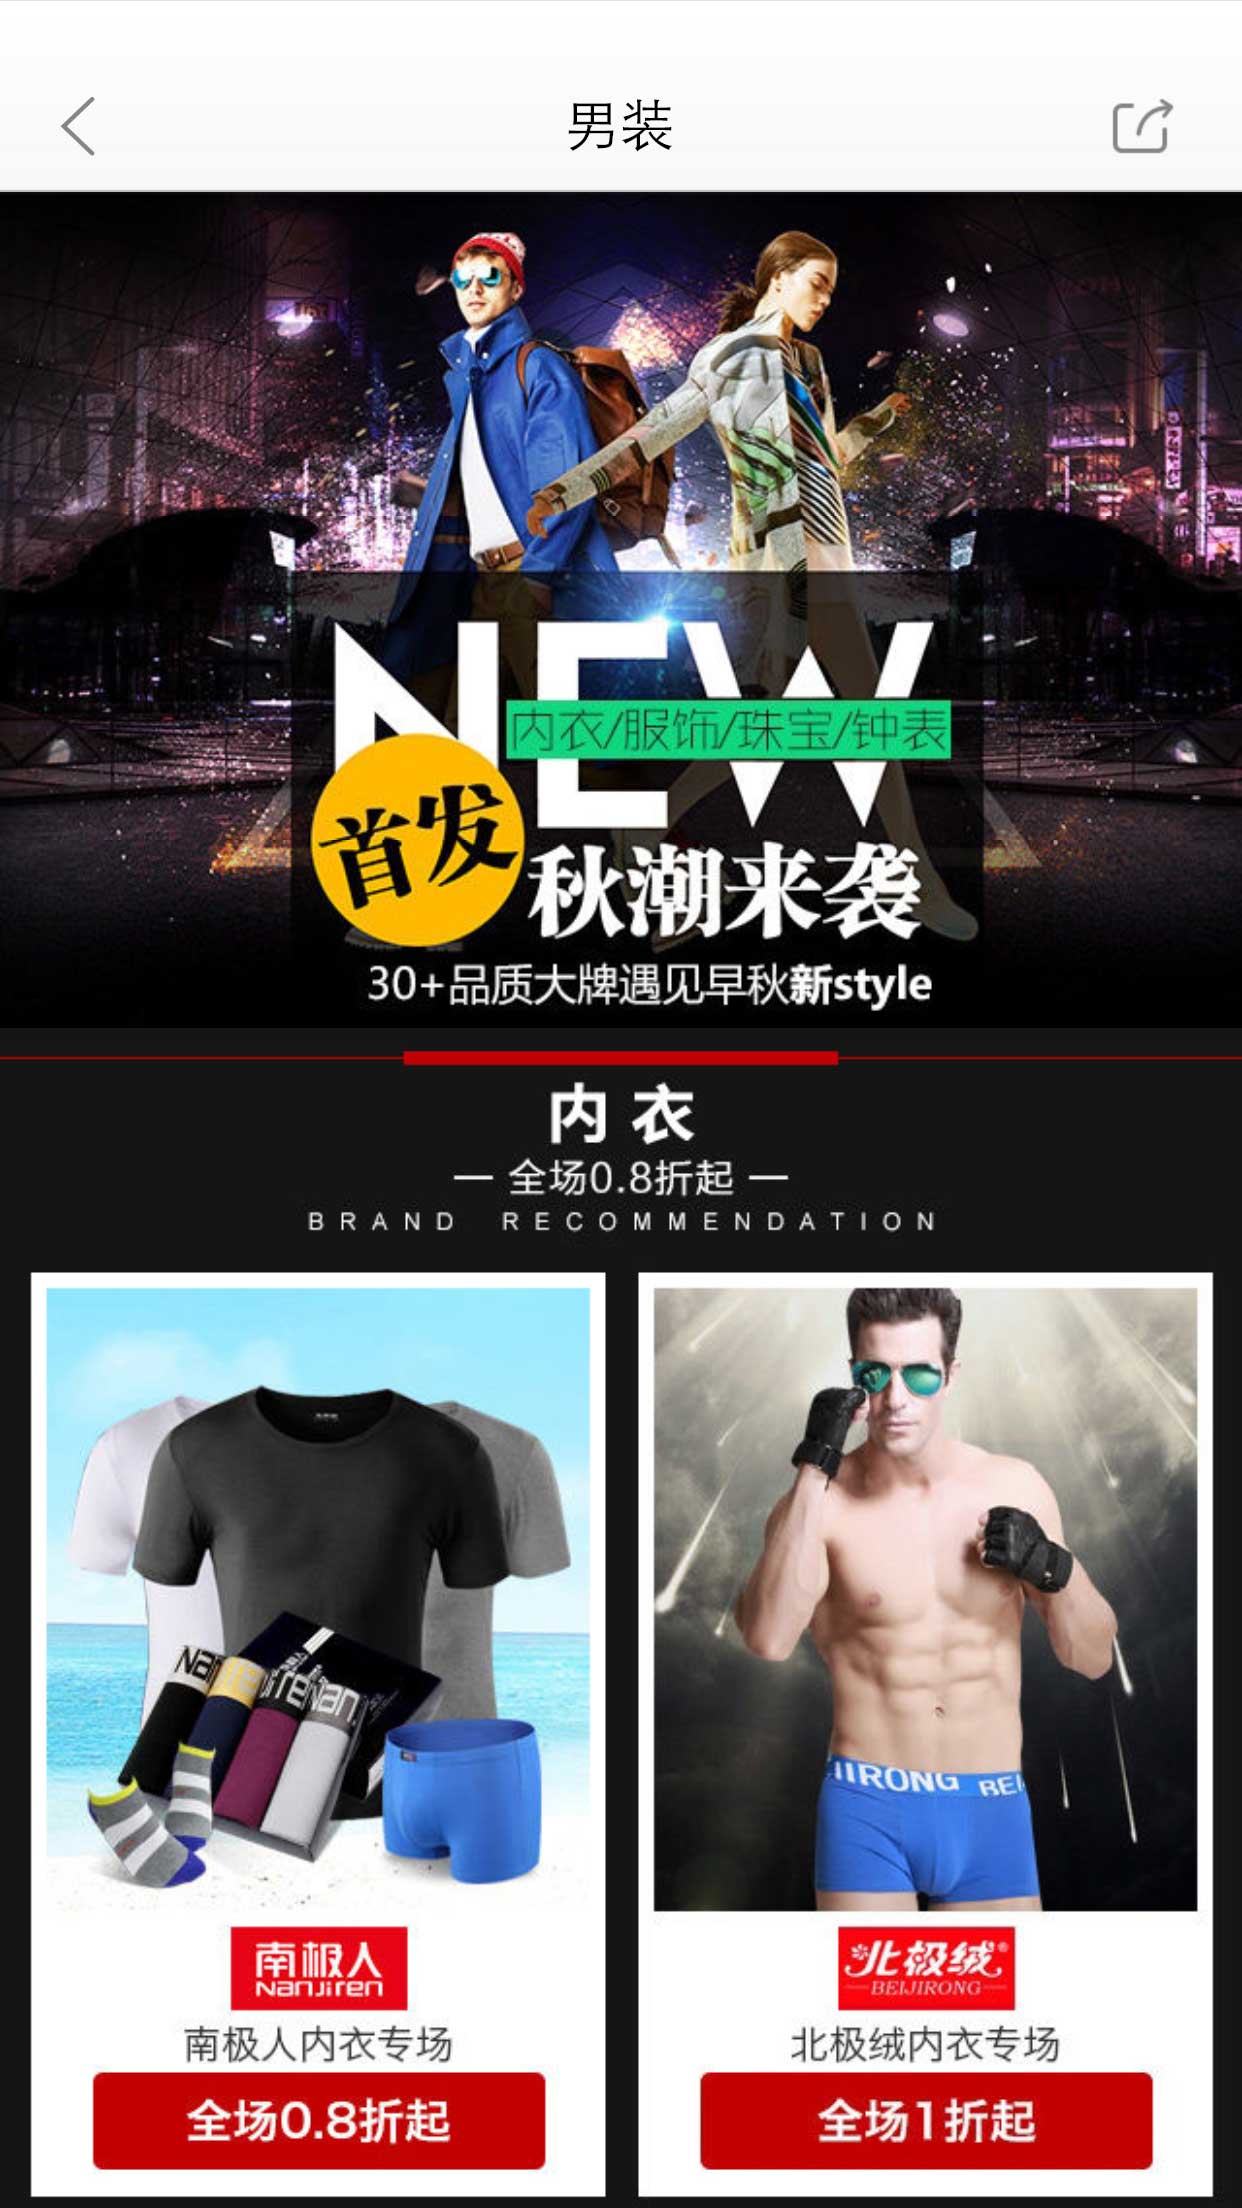 男装
NEW
内衣/服饰/珠宝/钟表
首发
秋潮来袭
30+品质大牌遇见早秋新style
内衣
— 全场0.8折起 —
BRAND RECOMMENDATION
南极人
Nanjiren
南极人内衣专场
全场0.8折起
IIRONG BEI
北极绒®
BEIJIRONG
北极绒内衣专场
全场1折起